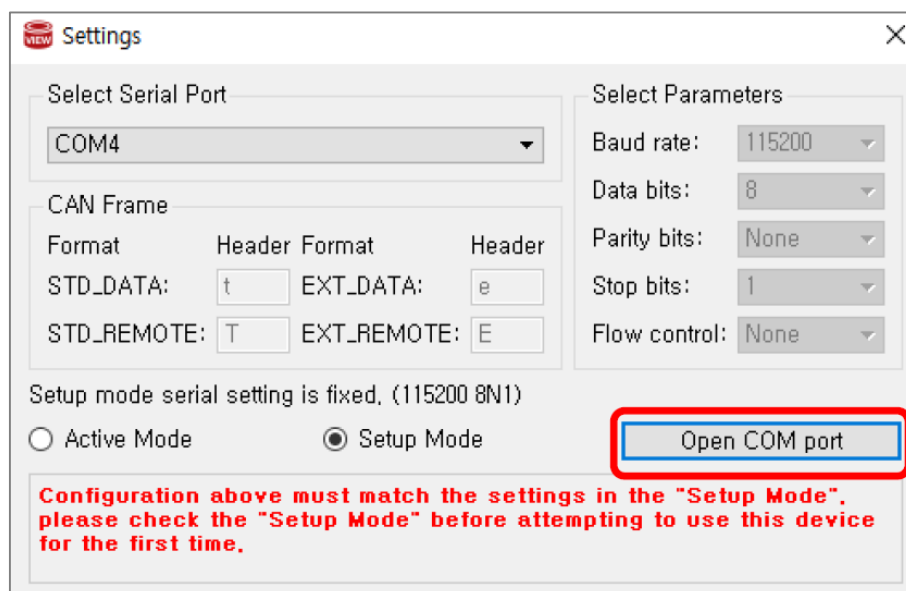 VIEW
Settings
Select Serial Port
COM4
Select Parameters
Baud rate: 115200
Data bits: 8
Parity bits: None
Stop bits: 1
Flow control: None
CAN Frame
Format Header Format Header
STD_DATA: t EXT_DATA: e
STD_REMOTE: T EXT_REMOTE: E
Setup mode serial setting is fixed, (115200 8N1)
Active Mode Setup Mode Open COM port
Configuration above must match the settings in the "Setup Mode",
please check the "Setup Mode" before attempting to use this device
for the first time,